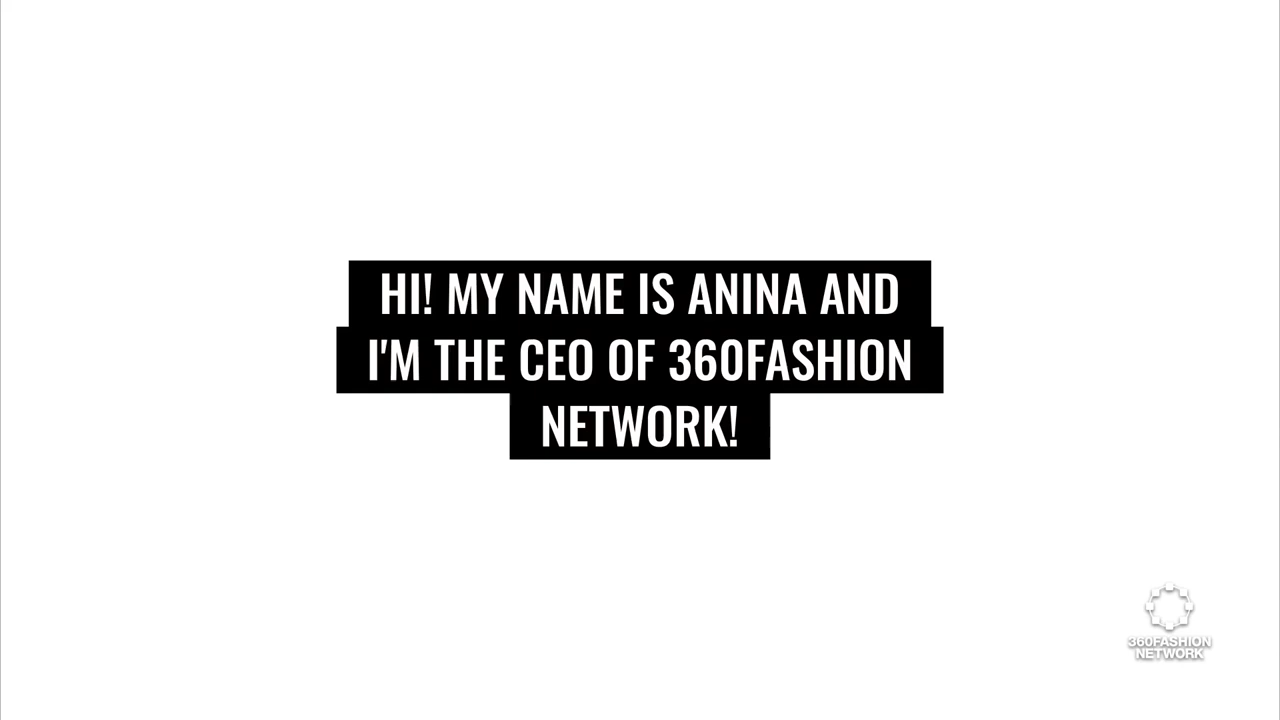 HI! MY NAME IS ANINA AND
I'M THE CEO OF 360FASHION
NETWORK!
360FASHION
NETWORK